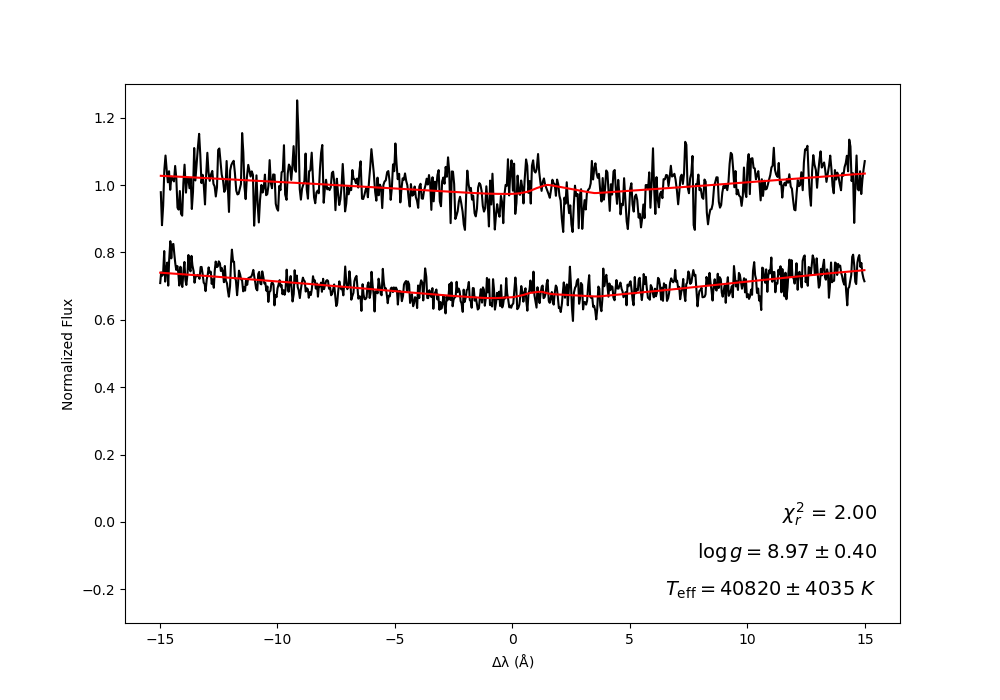 1.2
1.0
0.8
0.6
0.4
0.2
0.0
−0.2
Normalized Flux
χ²ᵣ = 2.00
log g = 8.97 ± 0.40
T_eff = 40820 ± 4035 K
−15 −10 −5 0 5 10 15
Δλ (Å)